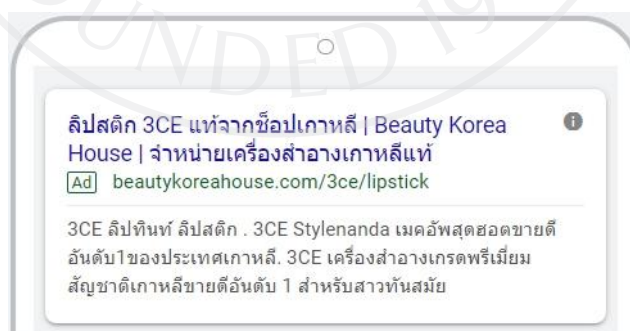 UNDED 19
ลิปสติก 3CE แท้จากช็อปเกาหลี | Beauty Korea
House | จำหน่ายเครื่องสำอางเกาหลีแท้
Ad beautykoreahouse.com/3ce/lipstick
3CE ลิปทินท์ ลิปสติก . 3CE Stylenanda เมคอัพสุดฮอตขายดี
อันดับ1ของประเทศเกาหลี. 3CE เครื่องสำอางเกรดพรีเมี่ยม
สัญชาติเกาหลีขายดีอันดับ 1 สำหรับสาวทันสมัย